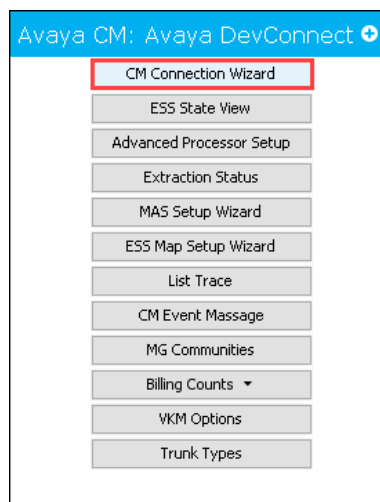 Avaya CM: Avaya DevConnect
CM Connection Wizard
ESS State View
Advanced Processor Setup
Extraction Status
MAS Setup Wizard
ESS Map Setup Wizard
List Trace
CM Event Message
MG Communities
Billing Counts
VKM Options
Trunk Types